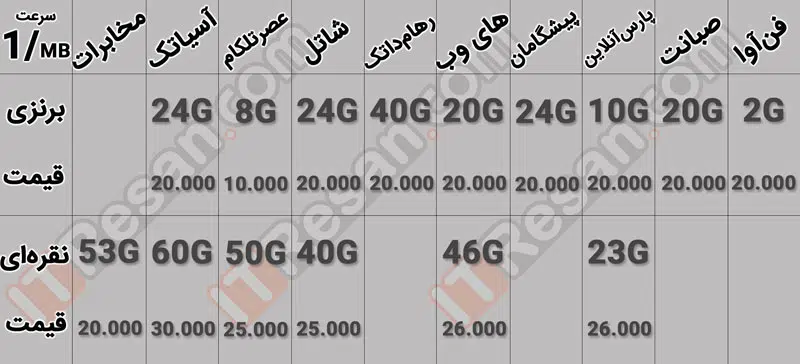 سرعت 1/MB مخابرات آسیاتک عصرتلکام شاتل رهام‌داتک های وب پیشگامان پارس‌آنلاین صبانت فن‌آوا
برنزی 24G 8G 24G 40G 20G 24G 10G 20G 2G
قیمت 20.000 10.000 20.000 20.000 20.000 20.000 20.000 20.000 20.000
نقره‌ای 53G 60G 50G 40G 46G 23G
قیمت 20.000 30.000 25.000 25.000 26.000 26.000
ITResan.com
ITResan.com